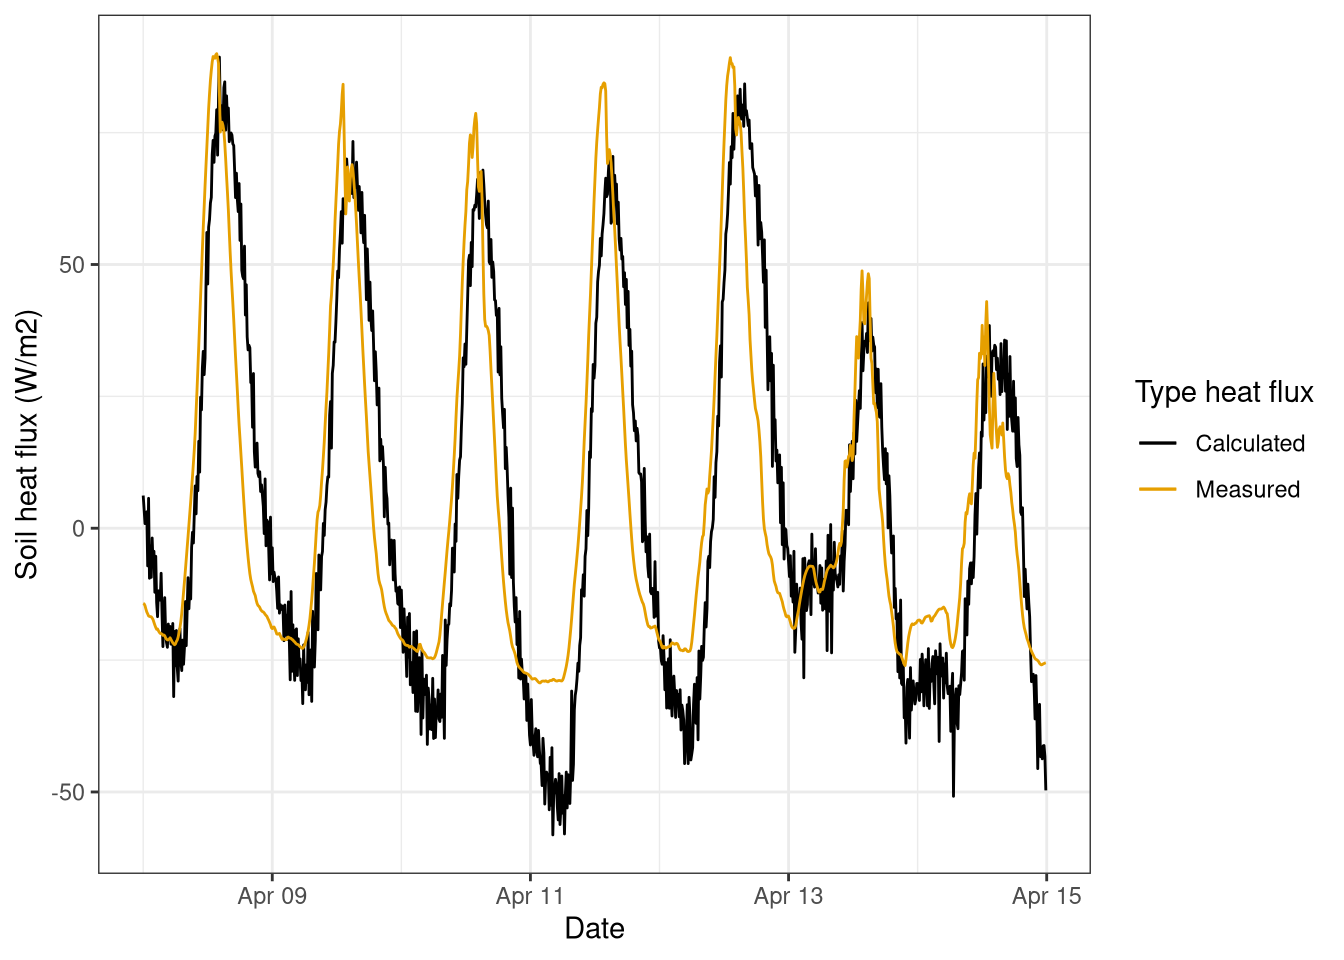 Soil heat flux (W/m2)
50
0
-50
Apr 09
Apr 11
Apr 13
Apr 15
Date
Type heat flux
Calculated
Measured